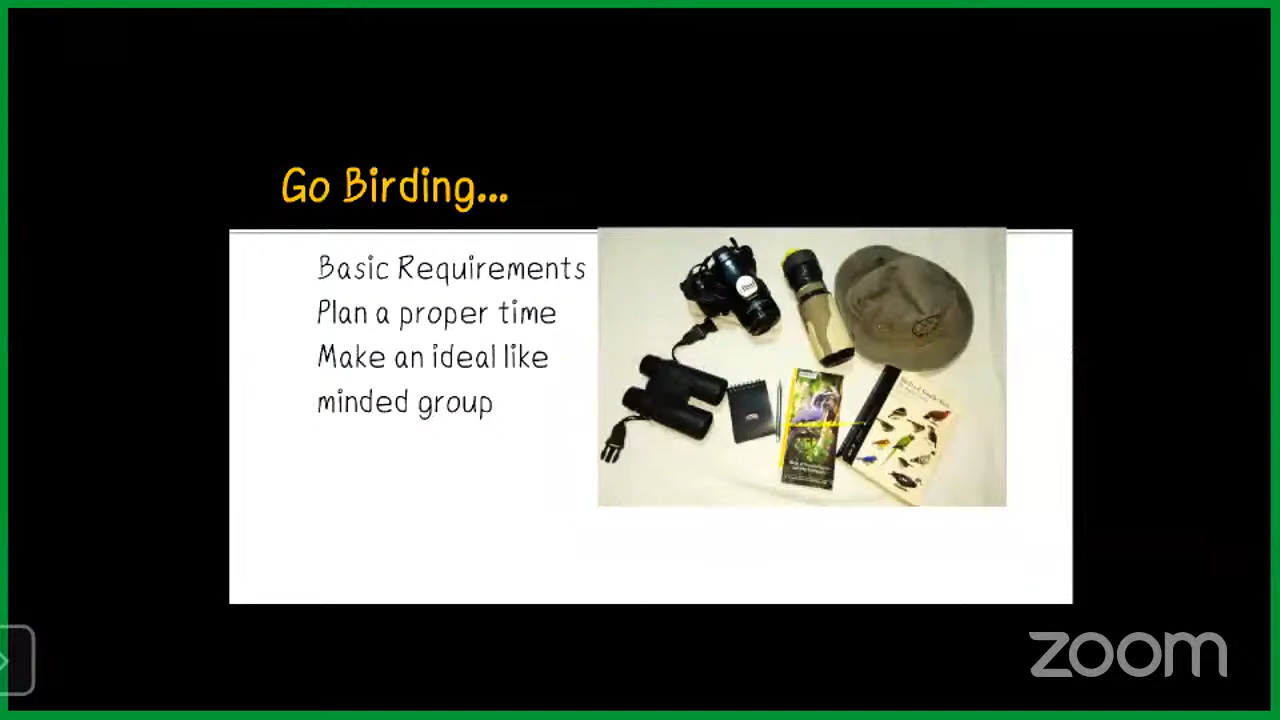 Go Birding...
Basic Requirements
Plan a proper time
Make an ideal like
minded group
zoom